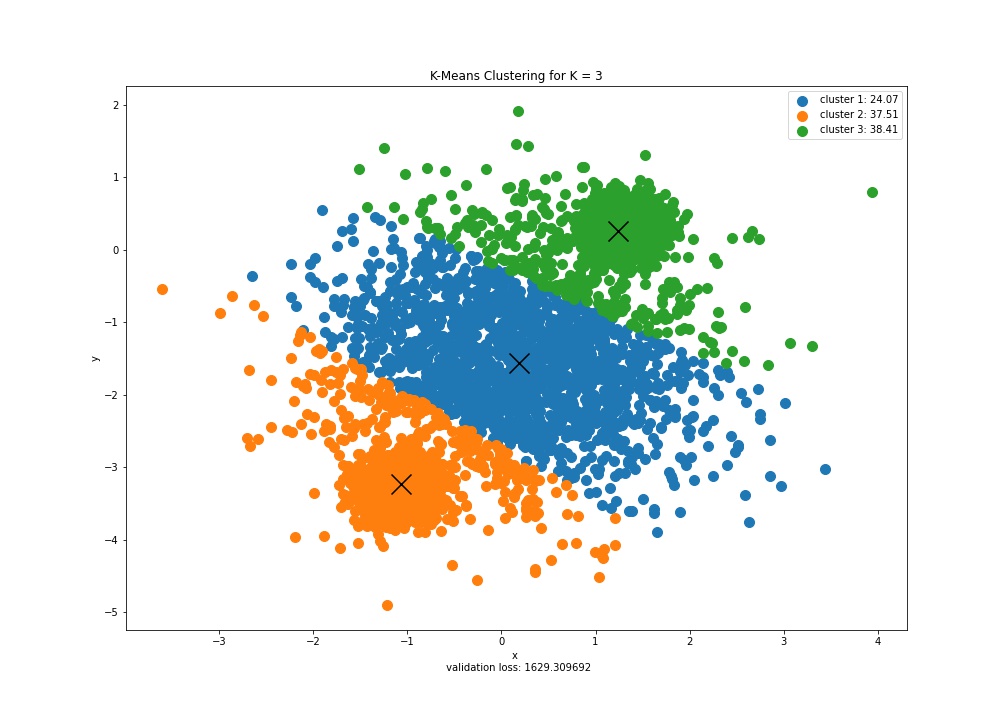 K-Means Clustering for K = 3
cluster 1: 24.07
cluster 2: 37.51
cluster 3: 38.41
y
2
1
0
−1
−2
−3
−4
−5
−3
−2
−1
0
1
2
3
4
x
validation loss: 1629.309692